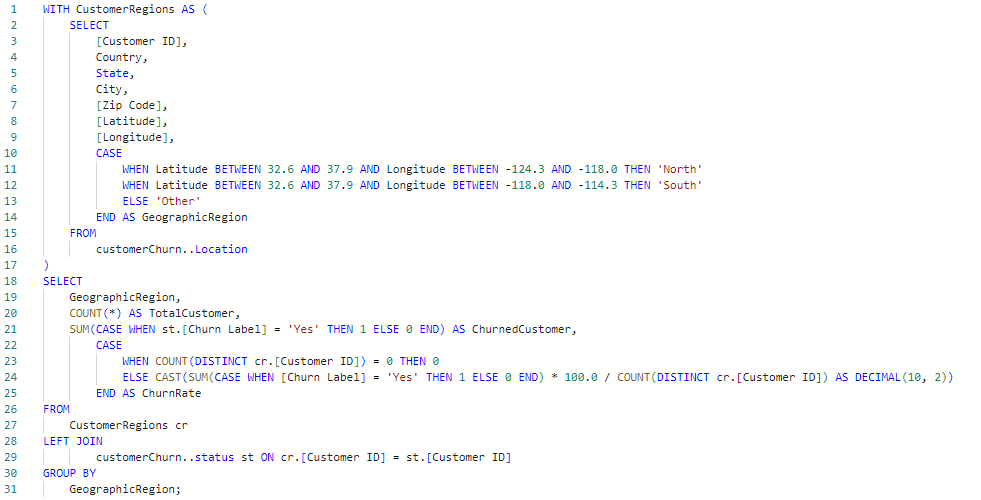 1 WITH CustomerRegions AS (
2 SELECT
3 [Customer ID],
4 Country,
5 State,
6 City,
7 [Zip Code],
8 [Latitude],
9 [Longitude],
10 CASE
11 WHEN Latitude BETWEEN 32.6 AND 37.9 AND Longitude BETWEEN -124.3 AND -118.0 THEN 'North'
12 WHEN Latitude BETWEEN 32.6 AND 37.9 AND Longitude BETWEEN -118.0 AND -114.3 THEN 'South'
13 ELSE 'Other'
14 END AS GeographicRegion
15 FROM
16 customerChurn..Location
17 )
18 SELECT
19 GeographicRegion,
20 COUNT(*) AS TotalCustomer,
21 SUM(CASE WHEN st.[Churn Label] = 'Yes' THEN 1 ELSE 0 END) AS ChurnedCustomer,
22 CASE
23 WHEN COUNT(DISTINCT cr.[Customer ID]) = 0 THEN 0
24 ELSE CAST(SUM(CASE WHEN [Churn Label] = 'Yes' THEN 1 ELSE 0 END) * 100.0 / COUNT(DISTINCT cr.[Customer ID]) AS DECIMAL(10, 2))
25 END AS ChurnRate
26 FROM
27 CustomerRegions cr
28 LEFT JOIN
29 customerChurn..status st ON cr.[Customer ID] = st.[Customer ID]
30 GROUP BY
31 GeographicRegion;